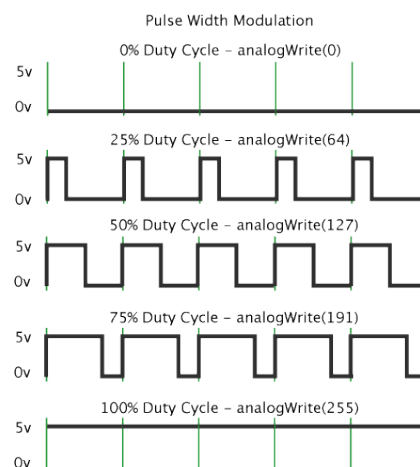 Pulse Width Modulation
0% Duty Cycle – analogWrite(0)
5v
0v
25% Duty Cycle – analogWrite(64)
5v
0v
50% Duty Cycle – analogWrite(127)
5v
0v
75% Duty Cycle – analogWrite(191)
5v
0v
100% Duty Cycle – analogWrite(255)
5v
0v